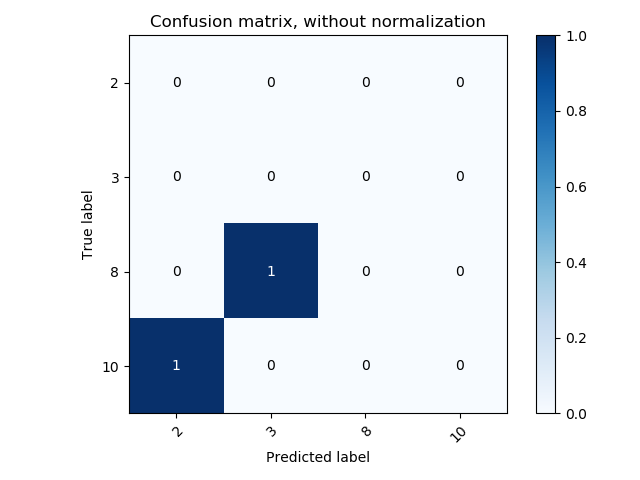 Confusion matrix, without normalization
True label
2 0 0 0 0
3 0 0 0 0
8 0 1 0 0
10 1 0 0 0
2 3 8 10
Predicted label
1.0
0.8
0.6
0.4
0.2
0.0